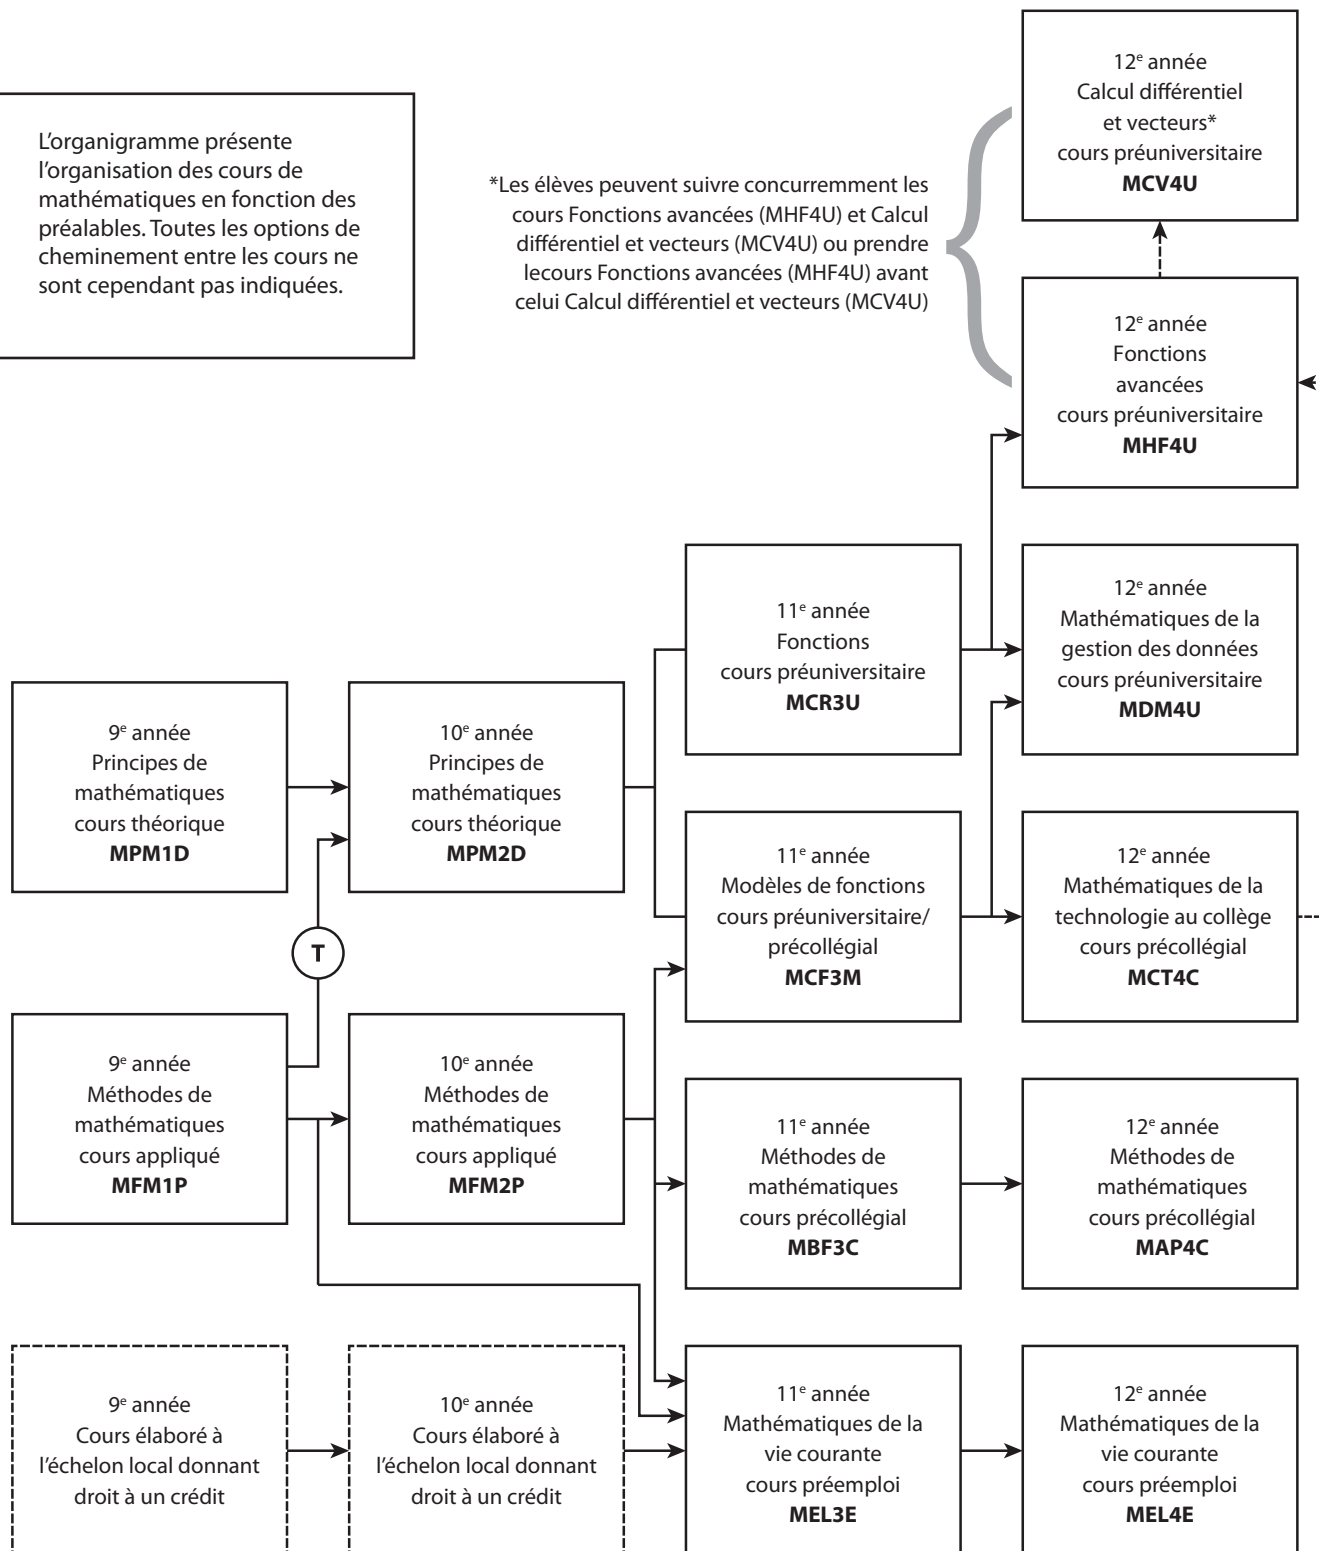 L'organigramme présente
l'organisation des cours de
mathématiques en fonction des
préalables. Toutes les options de
cheminement entre les cours ne
sont cependant pas indiquées.
*Les élèves peuvent suivre concurremment les
cours Fonctions avancées (MHF4U) et Calcul
différentiel et vecteurs (MCV4U) ou prendre
lecours Fonctions avancées (MHF4U) avant
celui Calcul différentiel et vecteurs (MCV4U)
12e année
Calcul différentiel
et vecteurs*
cours préuniversitaire
MCV4U
12e année
Fonctions
avancées
cours préuniversitaire
MHF4U
11e année
Fonctions
cours préuniversitaire
MCR3U
12e année
Mathématiques de la
gestion des données
cours préuniversitaire
MDM4U
9e année
Principes de
mathématiques
cours théorique
MPM1D
10e année
Principes de
mathématiques
cours théorique
MPM2D
11e année
Modèles de fonctions
cours préuniversitaire/
précollégial
MCF3M
12e année
Mathématiques de la
technologie au collège
cours précollégial
MCT4C
T
9e année
Méthodes de
mathématiques
cours appliqué
MFM1P
10e année
Méthodes de
mathématiques
cours appliqué
MFM2P
11e année
Méthodes de
mathématiques
cours précollégial
MBF3C
12e année
Méthodes de
mathématiques
cours précollégial
MAP4C
9e année
Cours élaboré à
l'échelon local donnant
droit à un crédit
10e année
Cours élaboré à
l'échelon local donnant
droit à un crédit
11e année
Mathématiques de la
vie courante
cours préemploi
MEL3E
12e année
Mathématiques de la
vie courante
cours préemploi
MEL4E